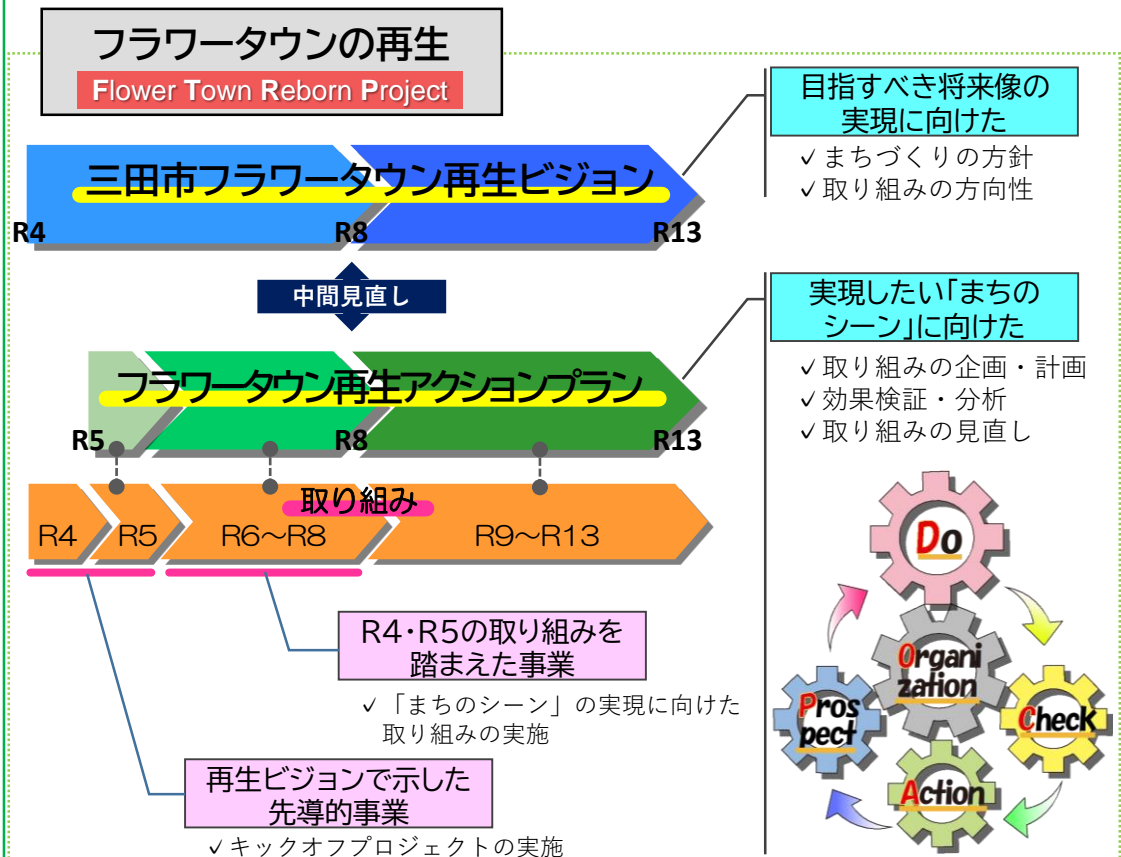 フラワータウンの再生
Flower Town Reborn Project
目指すべき将来像の
実現に向けた
✓まちづくりの方針
✓取り組みの方向性
三田市フラワータウン再生ビジョン
R4
R8
R13
中間見直し
実現したい「まちの
シーン」に向けた
✓取り組みの企画・計画
✓効果検証・分析
✓取り組みの見直し
フラワータウン再生アクションプラン
R5
R8
R13
取り組み
R4
R5
R6～R8
R9～R13
R4・R5の取り組みを
踏まえた事業
✓「まちのシーン」の実現に向けた
取り組みの実施
再生ビジョンで示した
先導的事業
✓キックオフプロジェクトの実施
Do
Organi
zation
Pros
pect
Check
Action